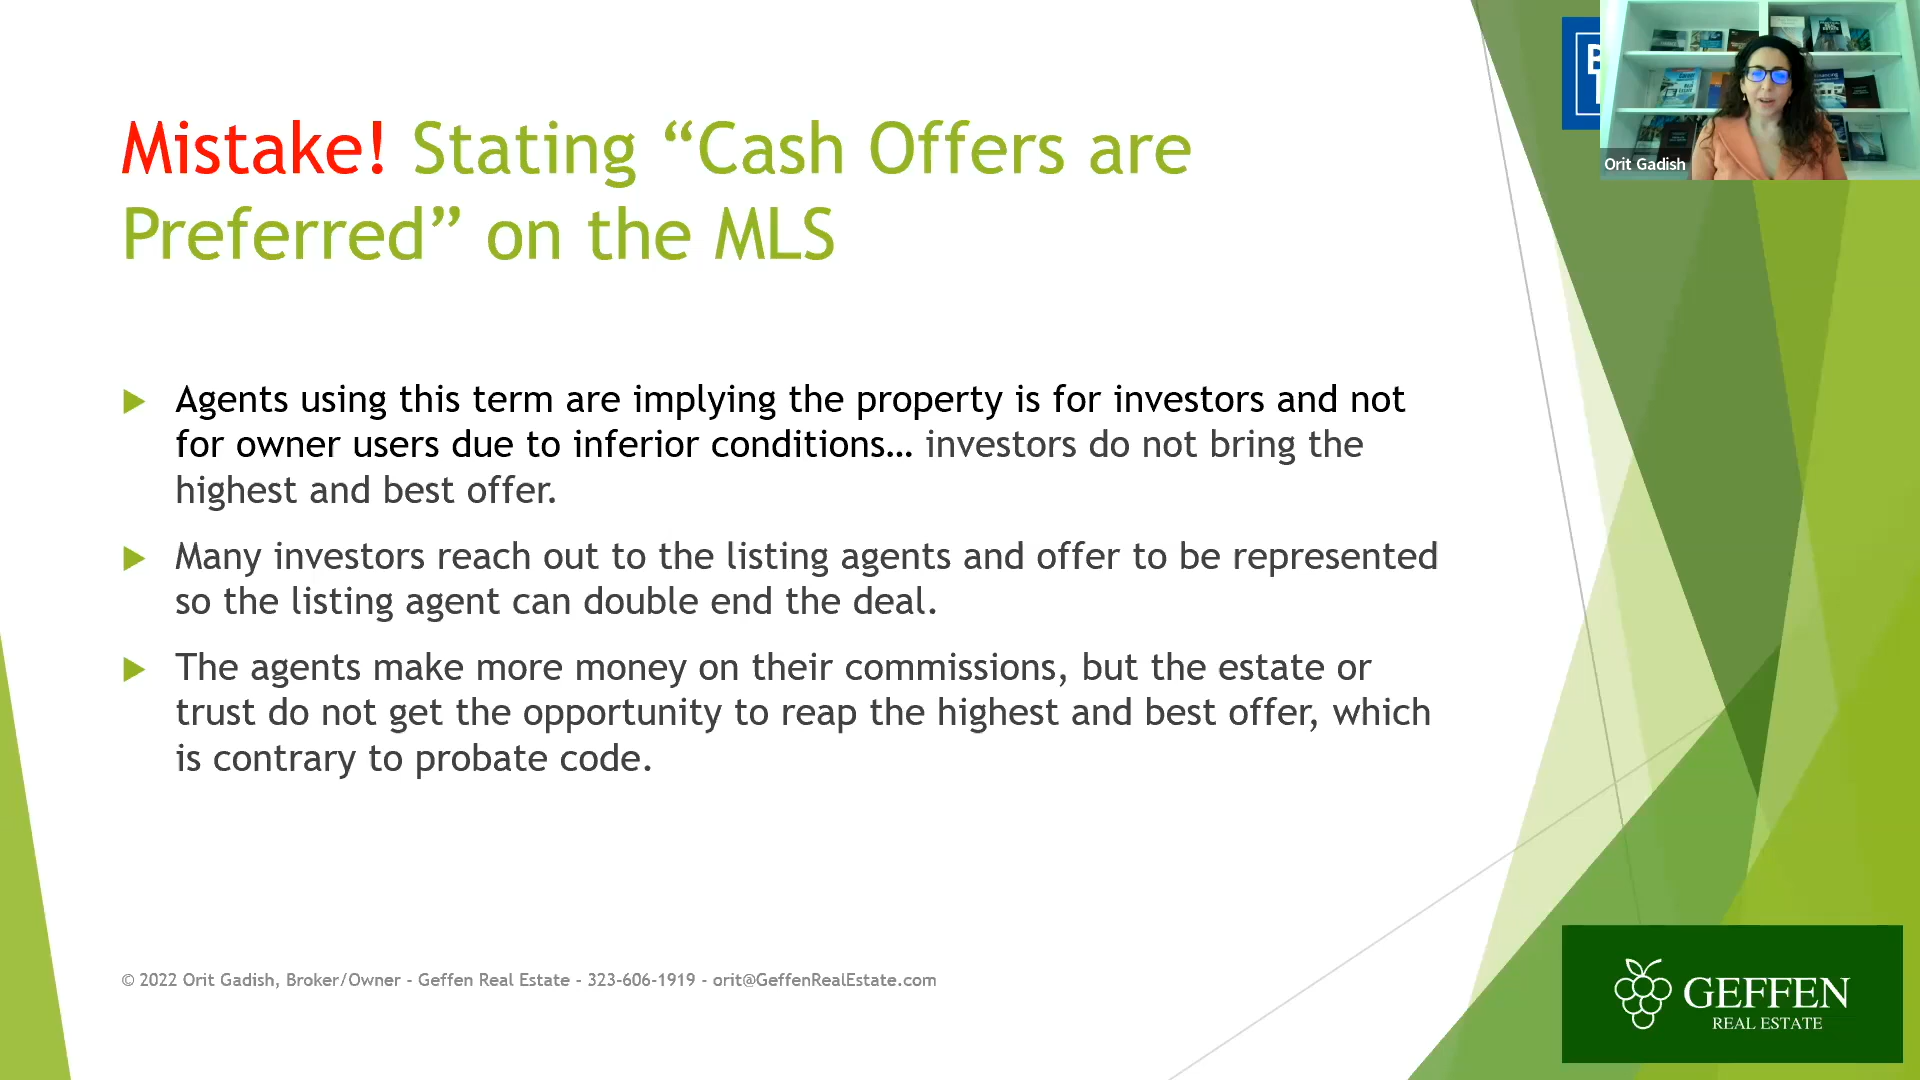 Mistake! Stating “Cash Offers are
Preferred” on the MLS
Orit Gadish
Agents using this term are implying the property is for investors and not
for owner users due to inferior conditions… investors do not bring the
highest and best offer.
Many investors reach out to the listing agents and offer to be represented
so the listing agent can double end the deal.
The agents make more money on their commissions, but the estate or
trust do not get the opportunity to reap the highest and best offer, which
is contrary to probate code.
© 2022 Orit Gadish, Broker/Owner - Geffen Real Estate - 323-606-1919 - orit@GeffenRealEstate.com
GEFFEN
REAL ESTATE